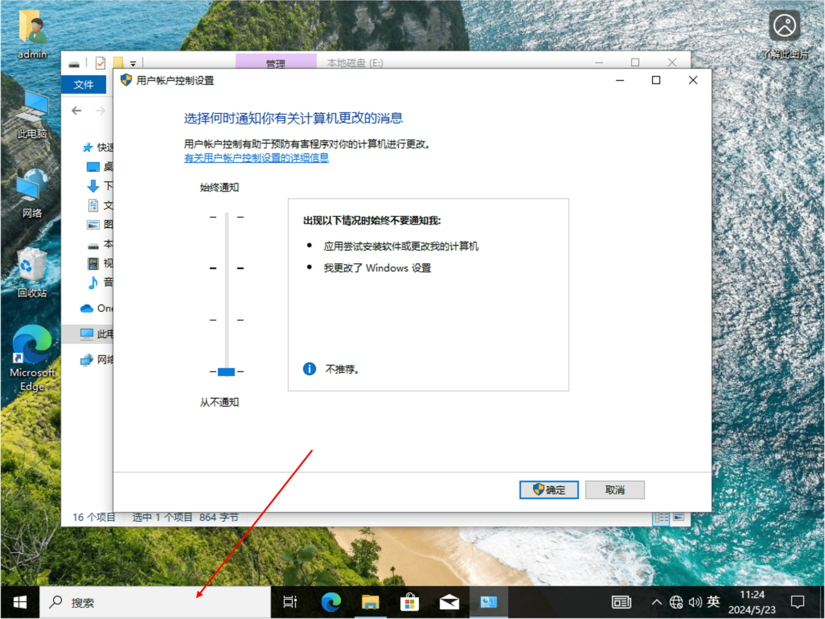 admin
此电脑
网络
回收站
Microsoft
Edge
了解此图片
管理
本地磁盘 (E:)
文件
快速
One
此电
网络
用户帐户控制设置
选择何时通知你有关计算机更改的消息
用户帐户控制有助于预防有害程序对你的计算机进行更改。
有关用户帐户控制设置的详细信息
始终通知
出现以下情况时始终不要通知我:
应用尝试安装软件或更改我的计算机
我更改了 Windows 设置
不推荐。
从不通知
确定
取消
16 个项目 选中 1 个项目 864 字节
搜索
英
11:24
2024/5/23